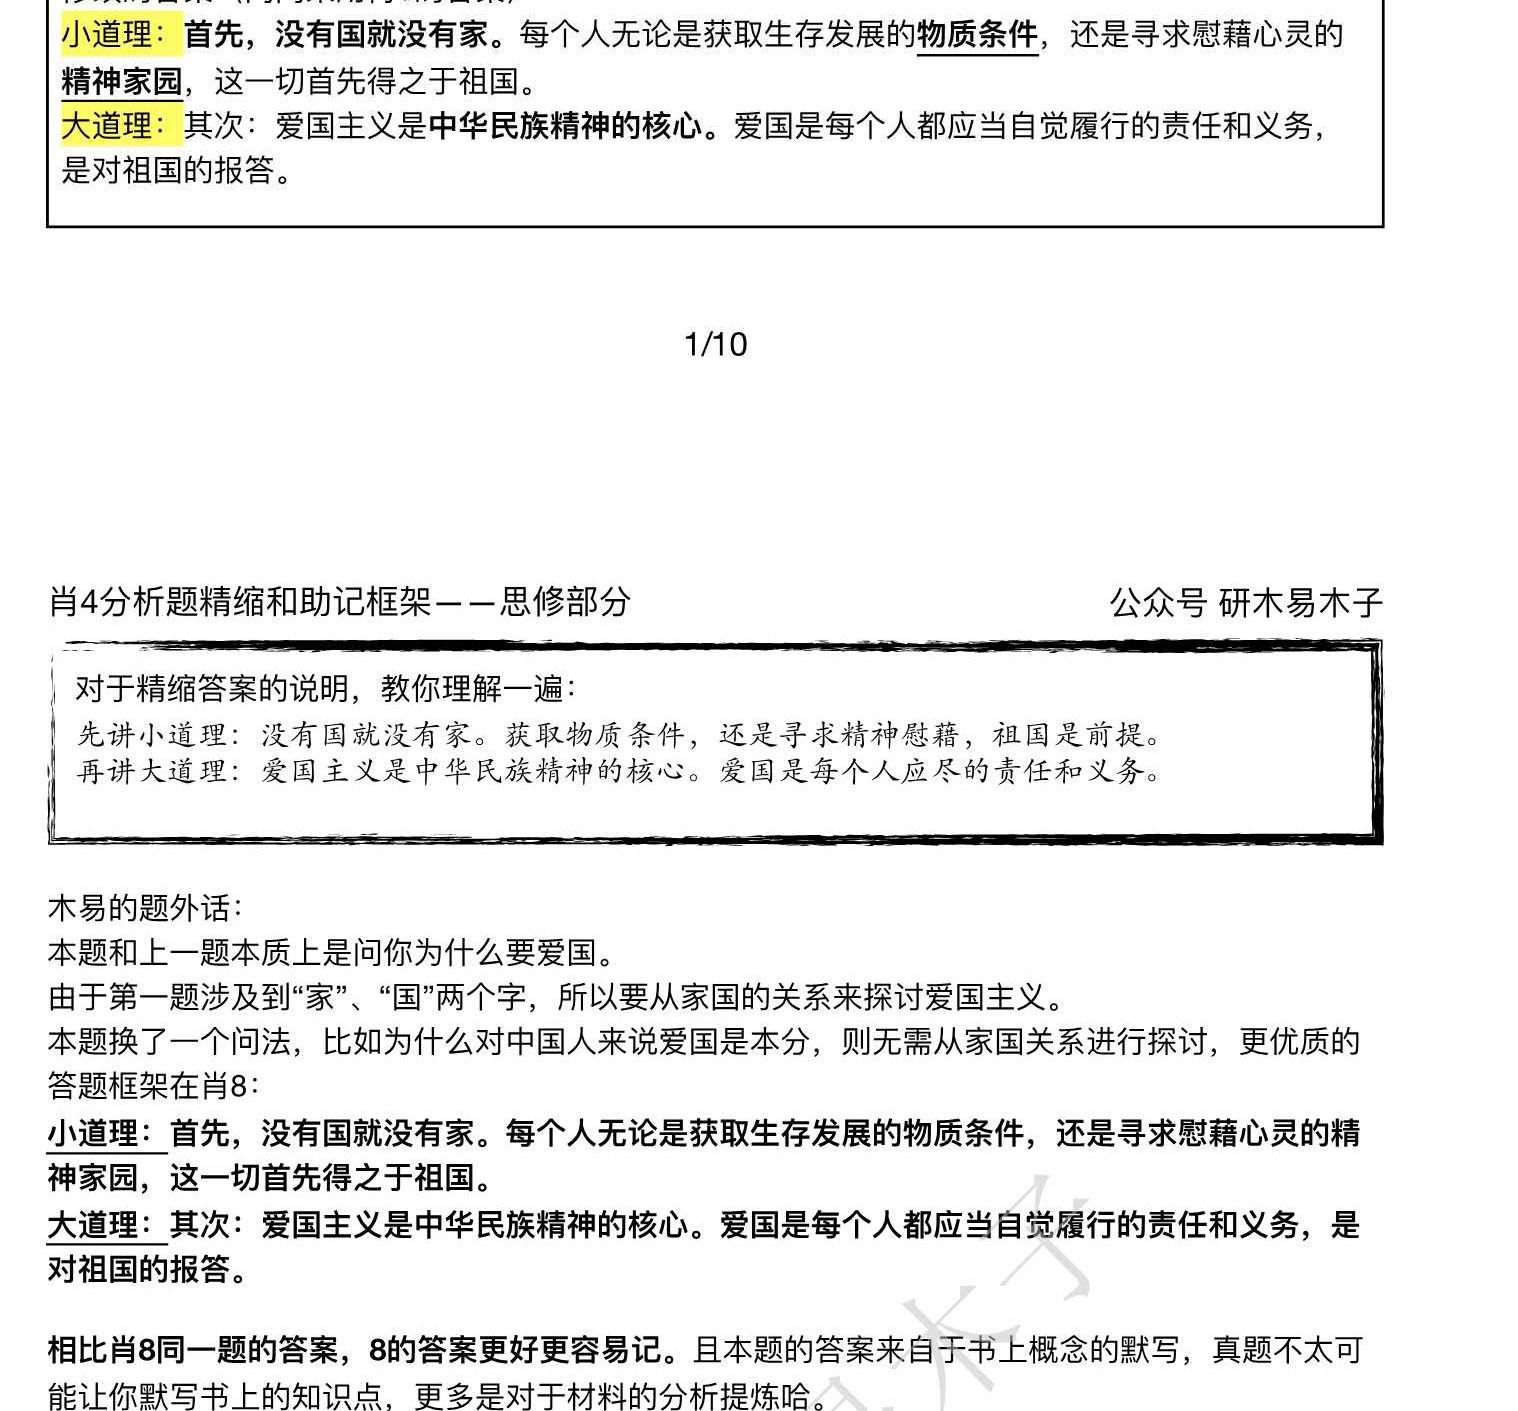 小道理：首先，没有国就没有家。每个人无论是获取生存发展的物质条件，还是寻求慰藉心灵的
精神家园，这一切首先得之于祖国。
大道理：其次：爱国主义是中华民族精神的核心。爱国是每个人都应当自觉履行的责任和义务，
是对祖国的报答。
1/10
肖4分析题精缩和助记框架——思修部分 公众号 研木易木子
对于精缩答案的说明，教你理解一遍：
先讲小道理：没有国就没有家。获取物质条件，还是寻求精神慰藉，祖国是前提。
再讲大道理：爱国主义是中华民族精神的核心。爱国是每个人应尽的责任和义务。
木易的题外话：
本题和上一题本质上是问你为什么要爱国。
由于第一题涉及到“家”、“国”两个字，所以要从家国的关系来探讨爱国主义。
本题换了一个问法，比如为什么对中国人来说爱国是本分，则无需从家国关系进行探讨，更优质的
答题框架在肖8：
小道理：首先，没有国就没有家。每个人无论是获取生存发展的物质条件，还是寻求慰藉心灵的精
神家园，这一切首先得之于祖国。
大道理：其次：爱国主义是中华民族精神的核心。爱国是每个人都应当自觉履行的责任和义务，是
对祖国的报答。
相比肖8同一题的答案，8的答案更好更容易记。且本题的答案来自于书上概念的默写，真题不太可
能让你默写书上的知识点，更多是对于材料的分析提炼哈。
木子